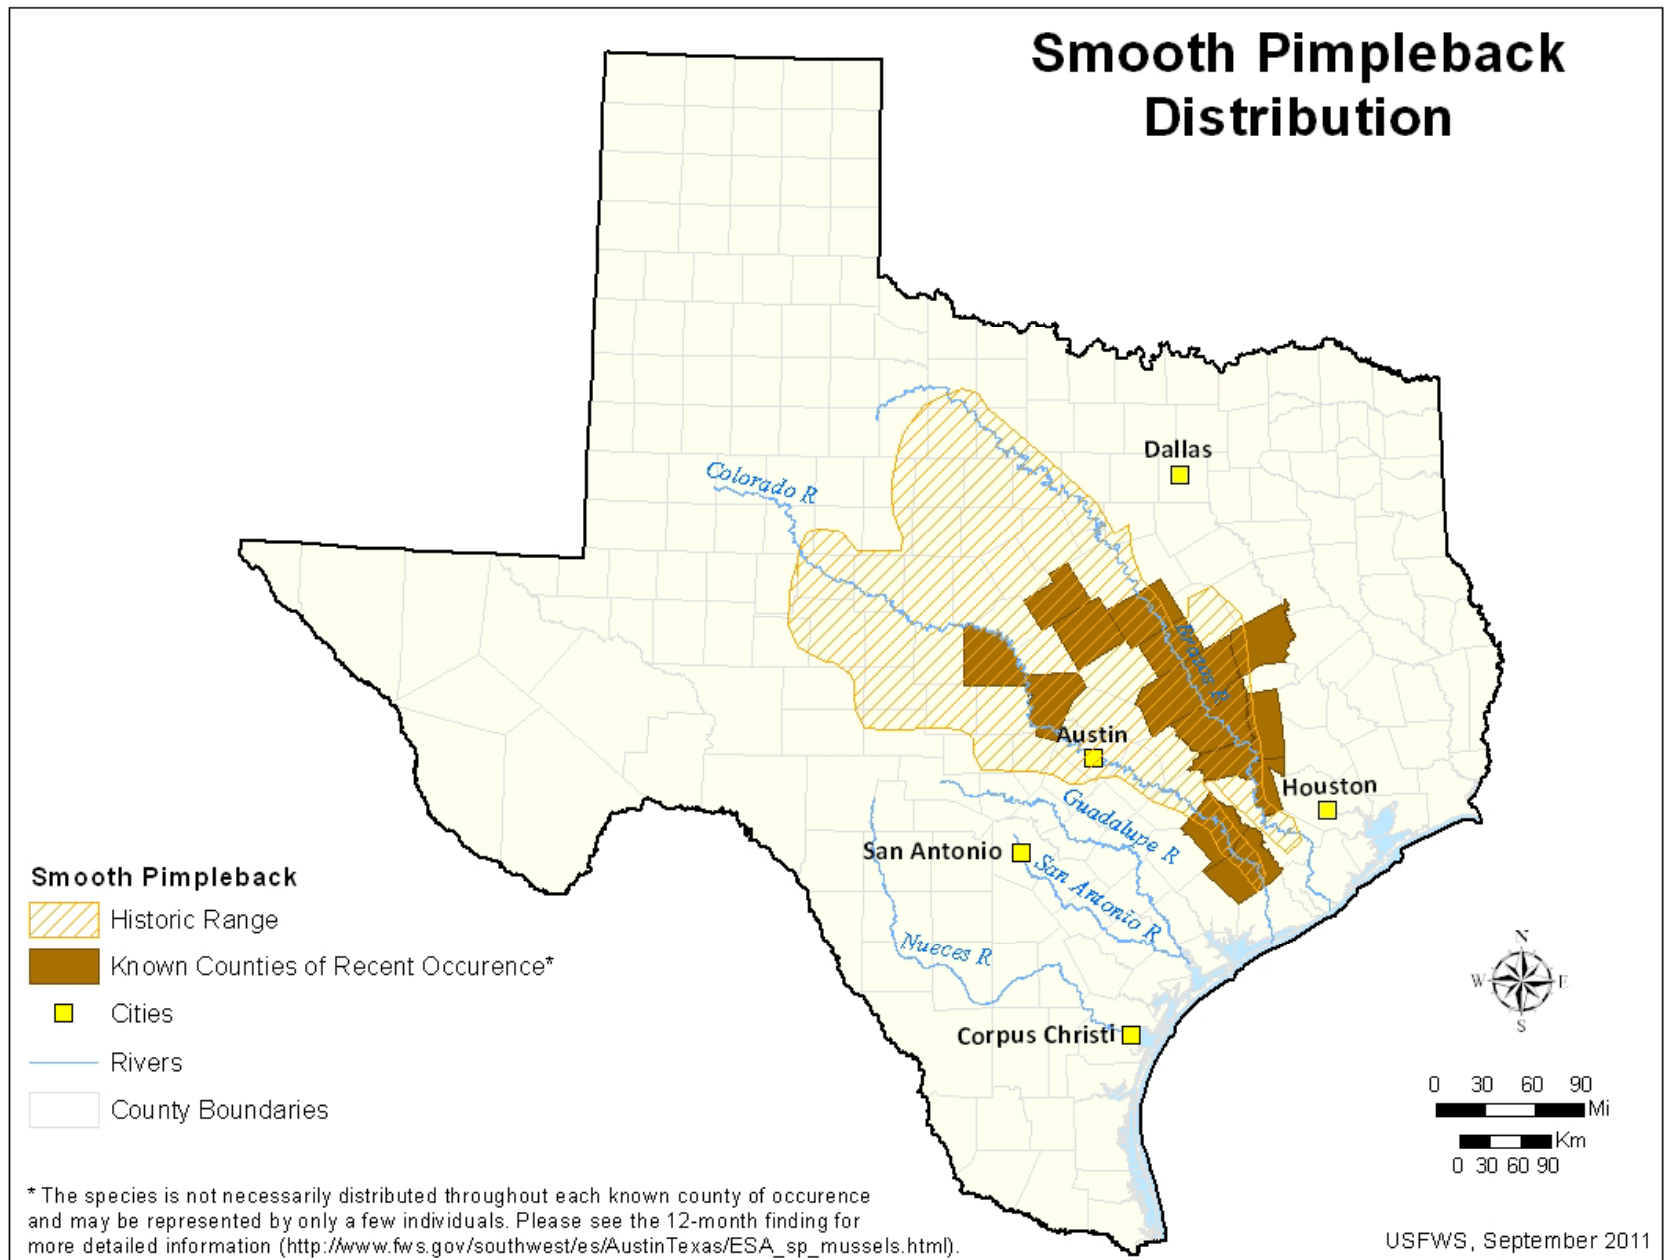 Smooth Pimpleback
Distribution
Dallas
Colorado R
Brazos R
Austin
Houston
Guadalupe R
San Antonio
San Antonio R
Nueces R
Corpus Christi
Smooth Pimpleback
Historic Range
Known Counties of Recent Occurence*
Cities
Rivers
County Boundaries
N
W E
S
0 30 60 90
Mi
Km
0 30 60 90
* The species is not necessarily distributed throughout each known county of occurence
and may be represented by only a few individuals. Please see the 12-month finding for
more detailed information (http://www.fws.gov/southwest/es/AustinTexas/ESA_sp_mussels.html).
USFWS, September 2011